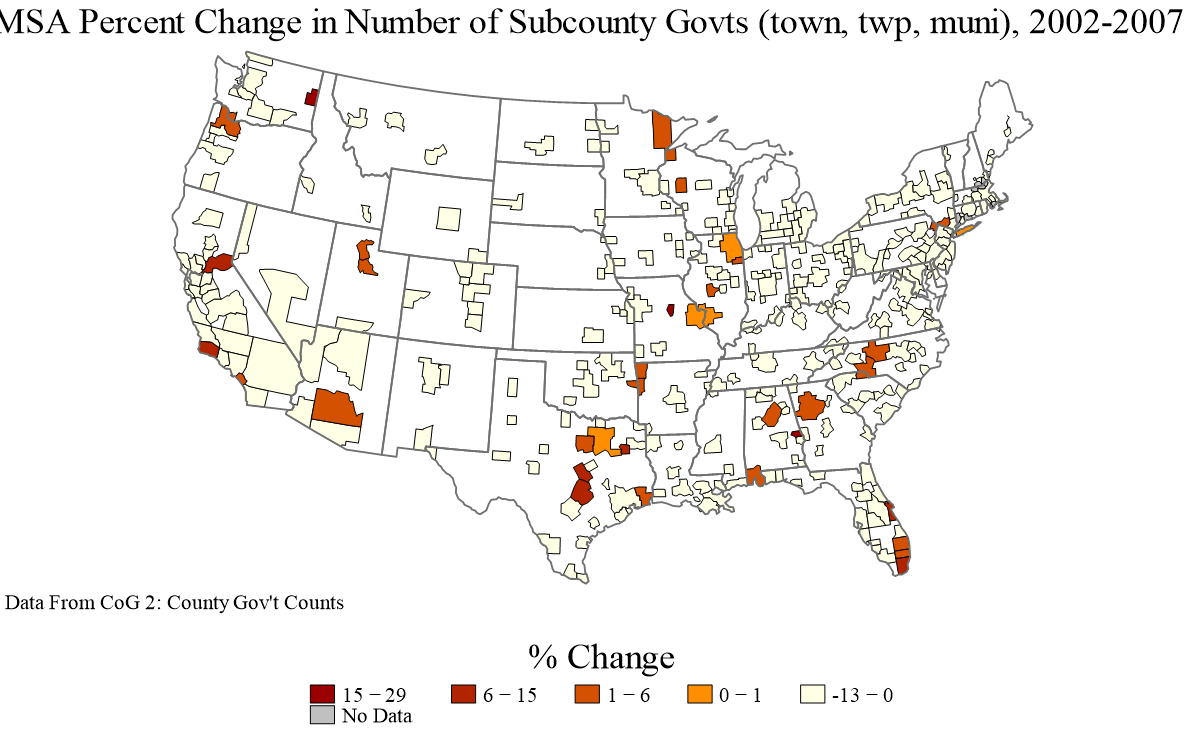 MSA Percent Change in Number of Subcounty Govts (town, twp, muni), 2002-2007
Data From CoG 2: County Gov't Counts
% Change
15 – 29 6 – 15 1 – 6 0 – 1 -13 – 0
No Data